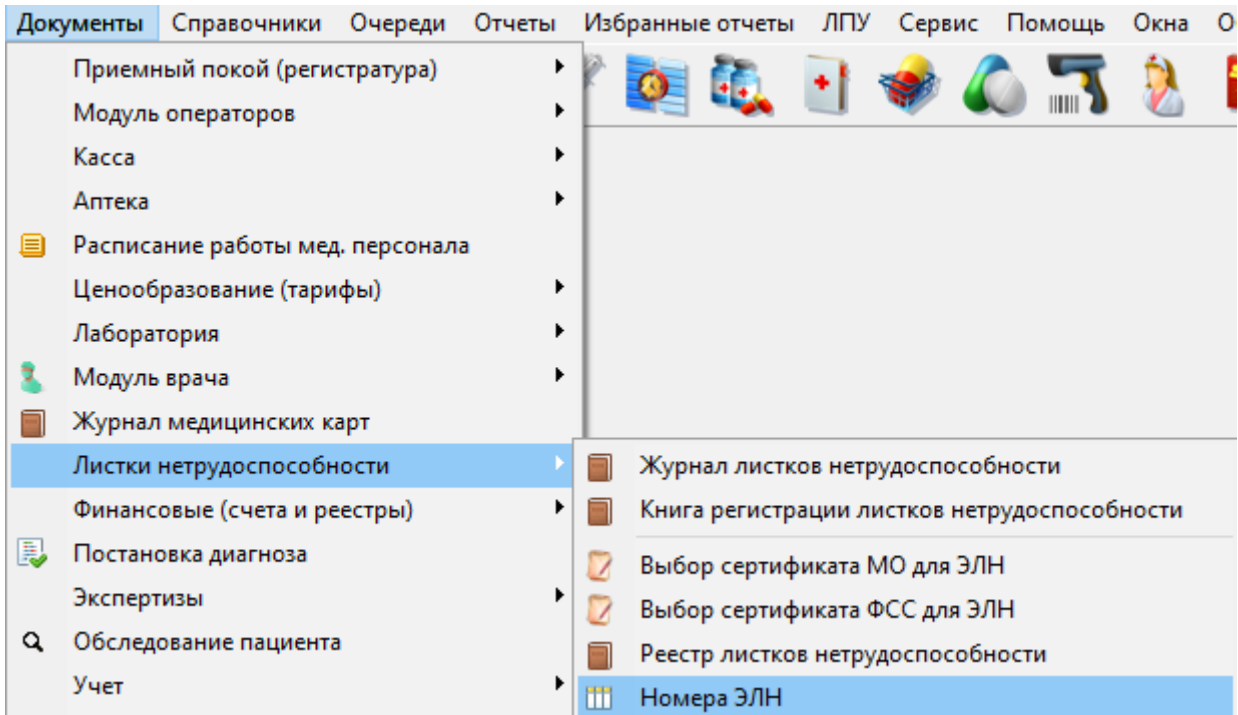 Документы Справочники Очереди Отчеты Избранные отчеты ЛПУ Сервис Помощь Окна
Приемный покой (регистратура)
Модуль операторов
Касса
Аптека
Расписание работы мед. персонала
Ценообразование (тарифы)
Лаборатория
Модуль врача
Журнал медицинских карт
Листки нетрудоспособности
Финансовые (счета и реестры)
Постановка диагноза
Экспертизы
Обследование пациента
Учет
Журнал листков нетрудоспособности
Книга регистрации листков нетрудоспособности
Выбор сертификата МО для ЭЛН
Выбор сертификата ФСС для ЭЛН
Реестр листков нетрудоспособности
Номера ЭЛН